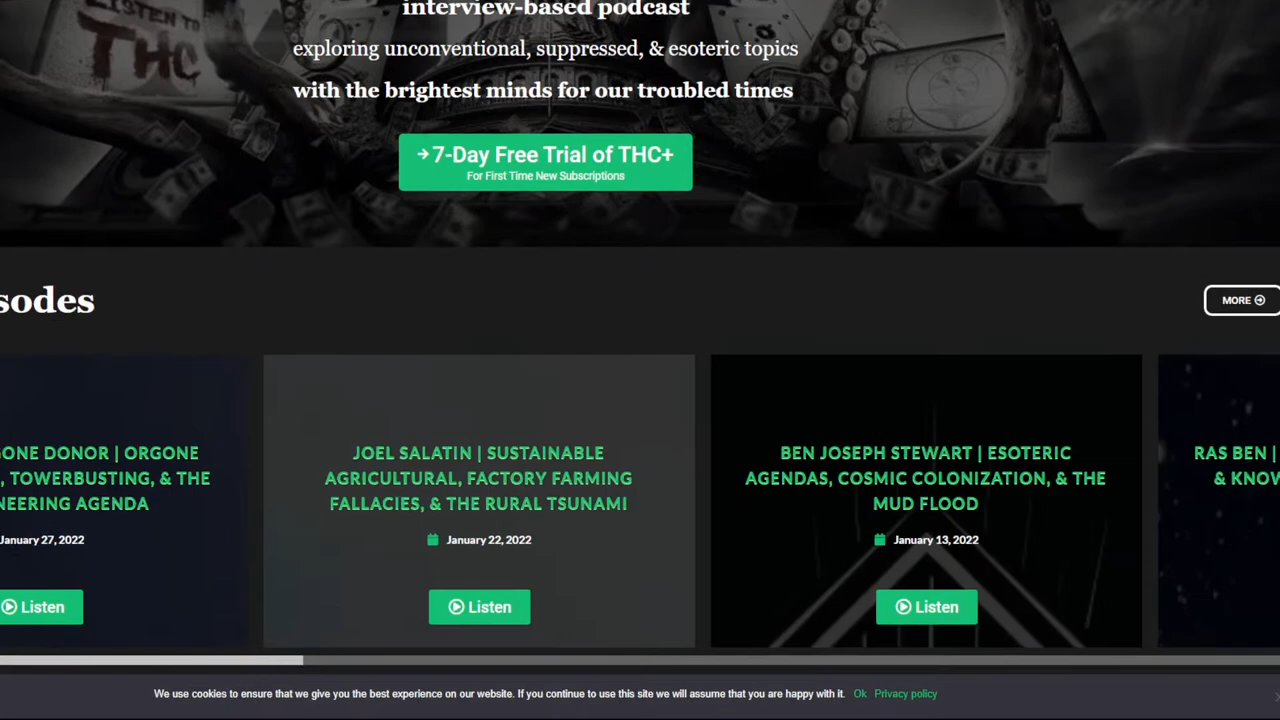 LISTEN TO
THC
interview-based podcast
exploring unconventional, suppressed, & esoteric topics
with the brightest minds for our troubled times
7-Day Free Trial of THC+
For First Time New Subscriptions
sodes
MORE
ONE DONOR | ORGONE
, TOWERBUSTING, & THE
NEERING AGENDA
January 27, 2022
Listen
JOEL SALATIN | SUSTAINABLE
AGRICULTURAL, FACTORY FARMING
FALLACIES, & THE RURAL TSUNAMI
January 22, 2022
Listen
BEN JOSEPH STEWART | ESOTERIC
AGENDAS, COSMIC COLONIZATION, & THE
MUD FLOOD
January 13, 2022
Listen
RAS BEN |
& KNOW
We use cookies to ensure that we give you the best experience on our website. If you continue to use this site we will assume that you are happy with it. Ok Privacy policy